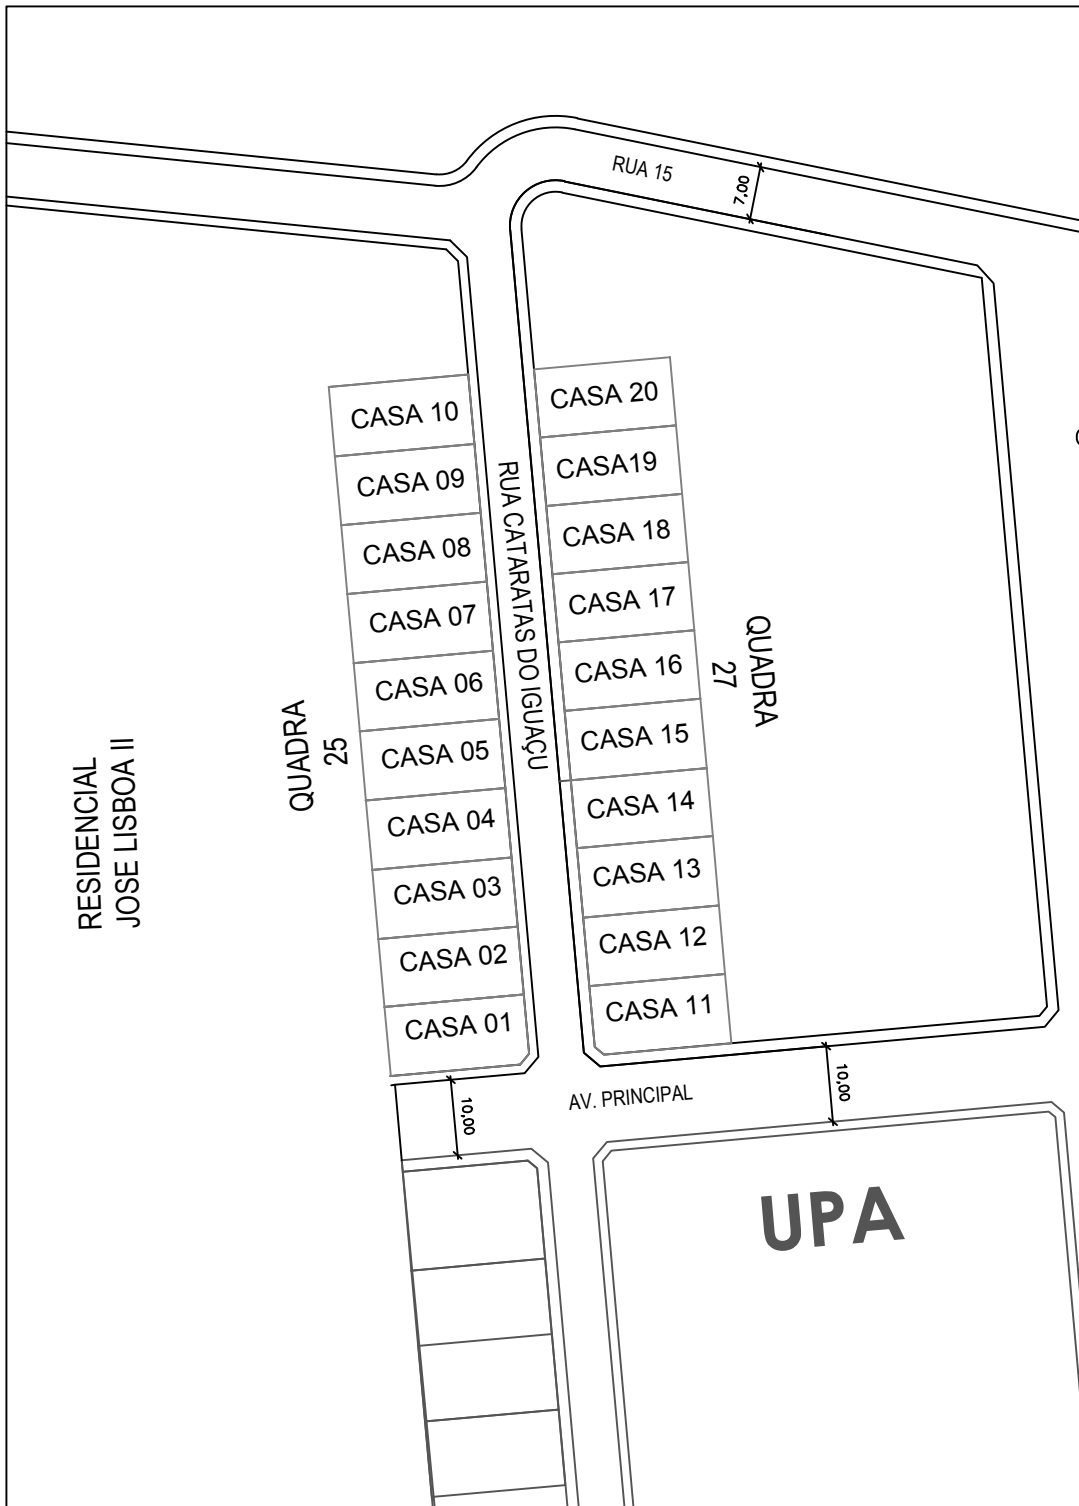 RUA 15
7,00
CASA 10
CASA 09
CASA 08
CASA 07
CASA 06
CASA 05
CASA 04
CASA 03
CASA 02
CASA 01
RUA CATARATAS DO IGUAÇU
CASA 20
CASA19
CASA 18
CASA 17
CASA 16
CASA 15
CASA 14
CASA 13
CASA 12
CASA 11
QUADRA
27
QUADRA
25
RESIDENCIAL
JOSE LISBOA II
10,00
AV. PRINCIPAL
10,00
UPA